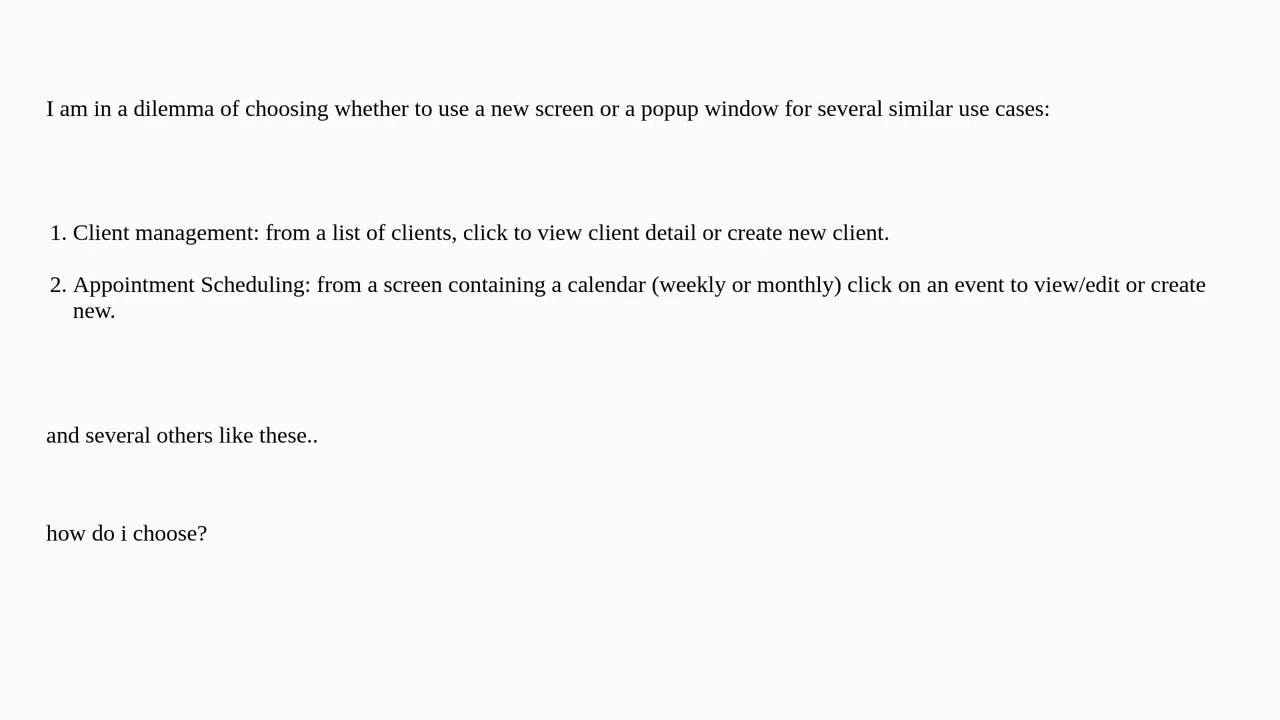 I am in a dilemma of choosing whether to use a new screen or a popup window for several similar use cases:
1. Client management: from a list of clients, click to view client detail or create new client.
2. Appointment Scheduling: from a screen containing a calendar (weekly or monthly) click on an event to view/edit or create
new.
and several others like these..
how do i choose?